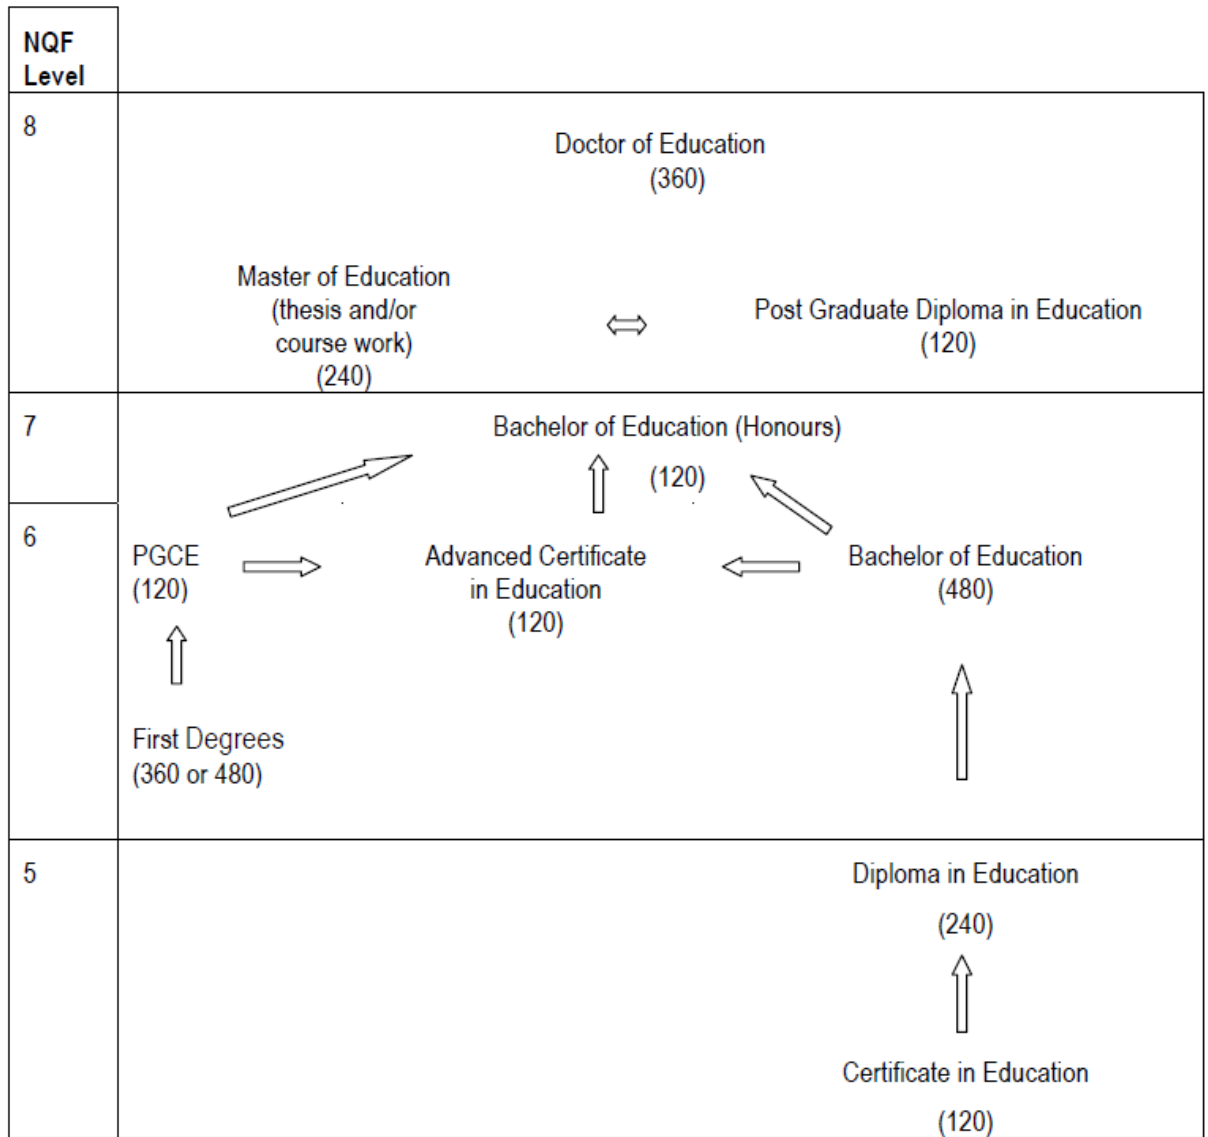 NQF
Level
8
Doctor of Education
(360)
Master of Education
(thesis and/or
course work)
(240)
Post Graduate Diploma in Education
(120)
7
Bachelor of Education (Honours)
(120)
6
PGCE
(120)
Advanced Certificate
in Education
(120)
Bachelor of Education
(480)
First Degrees
(360 or 480)
5
Diploma in Education
(240)
Certificate in Education
(120)